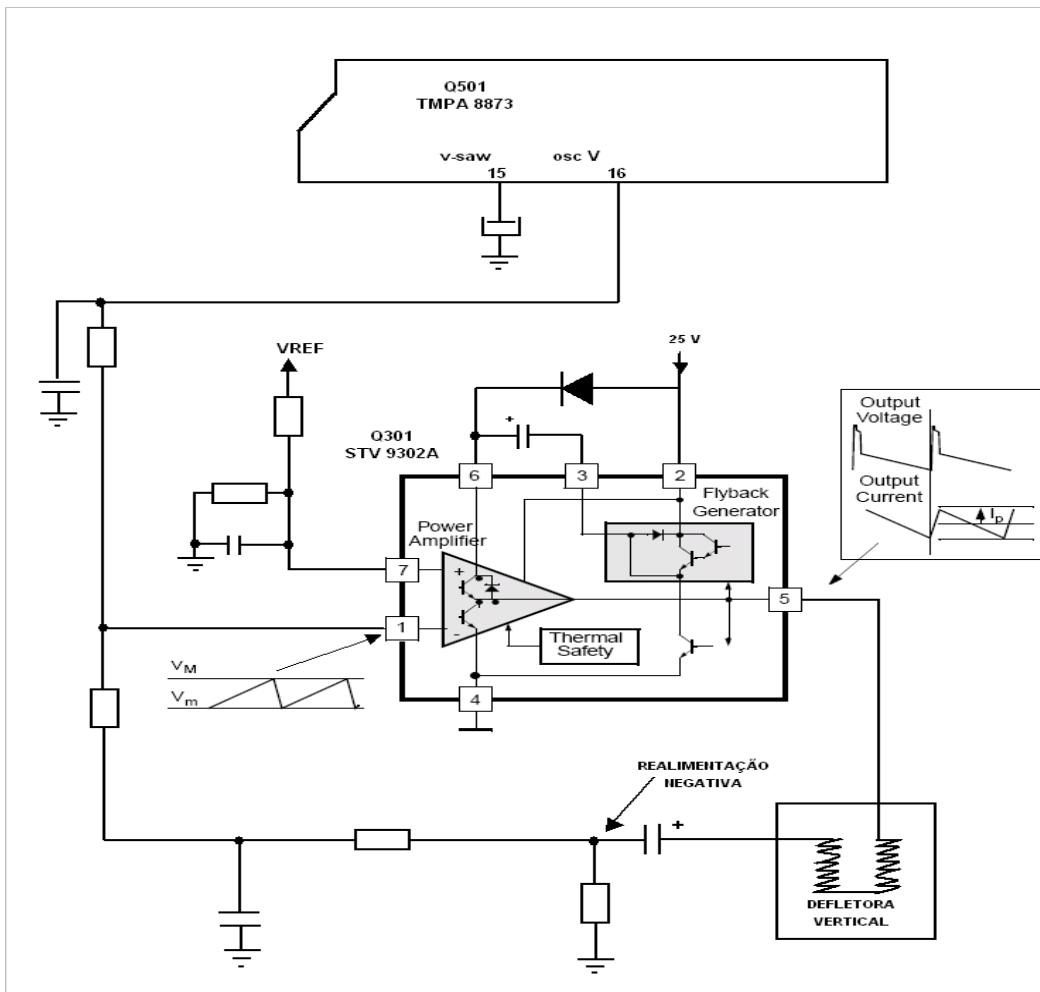 Q501
TMPA 8873
v-saw
osc V
15
16
VREF
25 V
Output
Voltage
Output
Current
Ip
+
Q301
STV 9302A
6
3
2
Flyback
Generator
Power
Amplifier
7
+
5
1
-
Thermal
Safety
VM
Vm
4
REALIMENTAÇÃO
NEGATIVA
+
DEFLETORA
VERTICAL